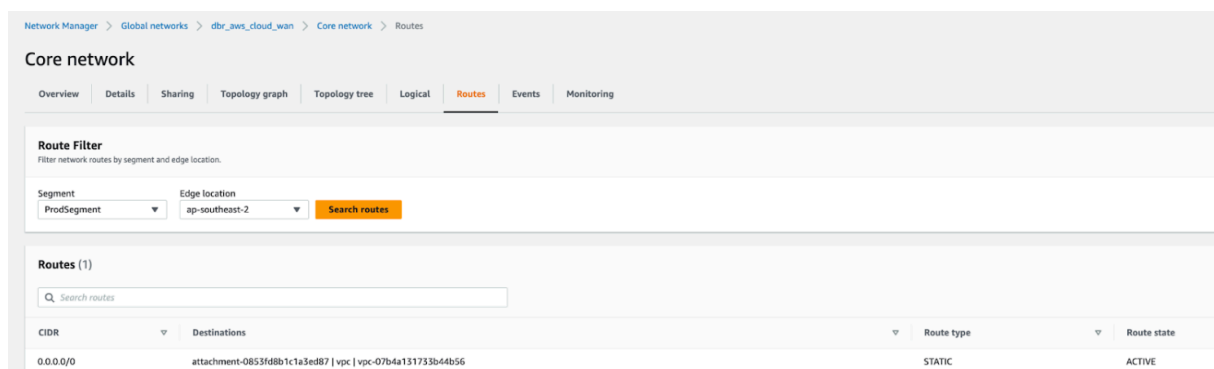 Network Manager > Global networks > dbr_aws_cloud_wan > Core network > Routes
Core network
Overview Details Sharing Topology graph Topology tree Logical Routes Events Monitoring
Route Filter
Filter network routes by segment and edge location.
Segment Edge location
ProdSegment ap-southeast-2 Search routes
Routes (1)
Search routes
CIDR Destinations Route type Route state
0.0.0.0/0 attachment-0853fd8b1c1a3ed87 | vpc | vpc-07b4a131733b44b56 STATIC ACTIVE